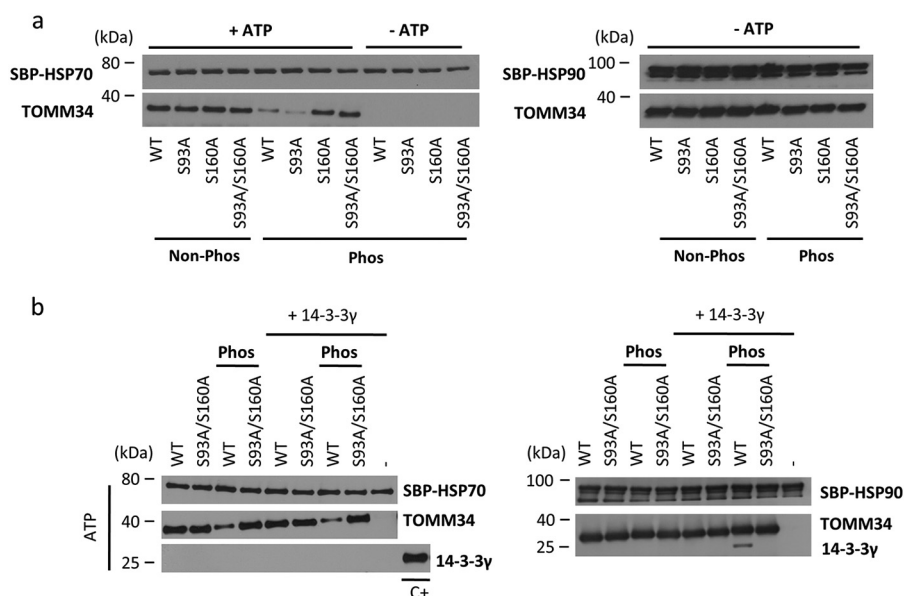 a
+ ATP
- ATP
(kDa)
80
SBP-HSP70
40
TOMM34
WT
S93A
S160A
S93A/S160A
WT
S93A
S160A
S93A/S160A
WT
S93A
S160A
S93A/S160A
Non-Phos
Phos
- ATP
(kDa)
100
SBP-HSP90
40
TOMM34
WT
S93A
S160A
S93A/S160A
WT
S93A
S160A
S93A/S160A
Non-Phos
Phos
b
+ 14-3-3γ
Phos
Phos
WT
S93A/S160A
WT
S93A/S160A
WT
S93A/S160A
WT
S93A/S160A
-
(kDa)
80
SBP-HSP70
ATP
40
TOMM34
25
14-3-3γ
C+
+ 14-3-3γ
Phos
Phos
WT
S93A/S160A
WT
S93A/S160A
WT
S93A/S160A
WT
S93A/S160A
-
(kDa)
100
SBP-HSP90
40
TOMM34
25
14-3-3γ